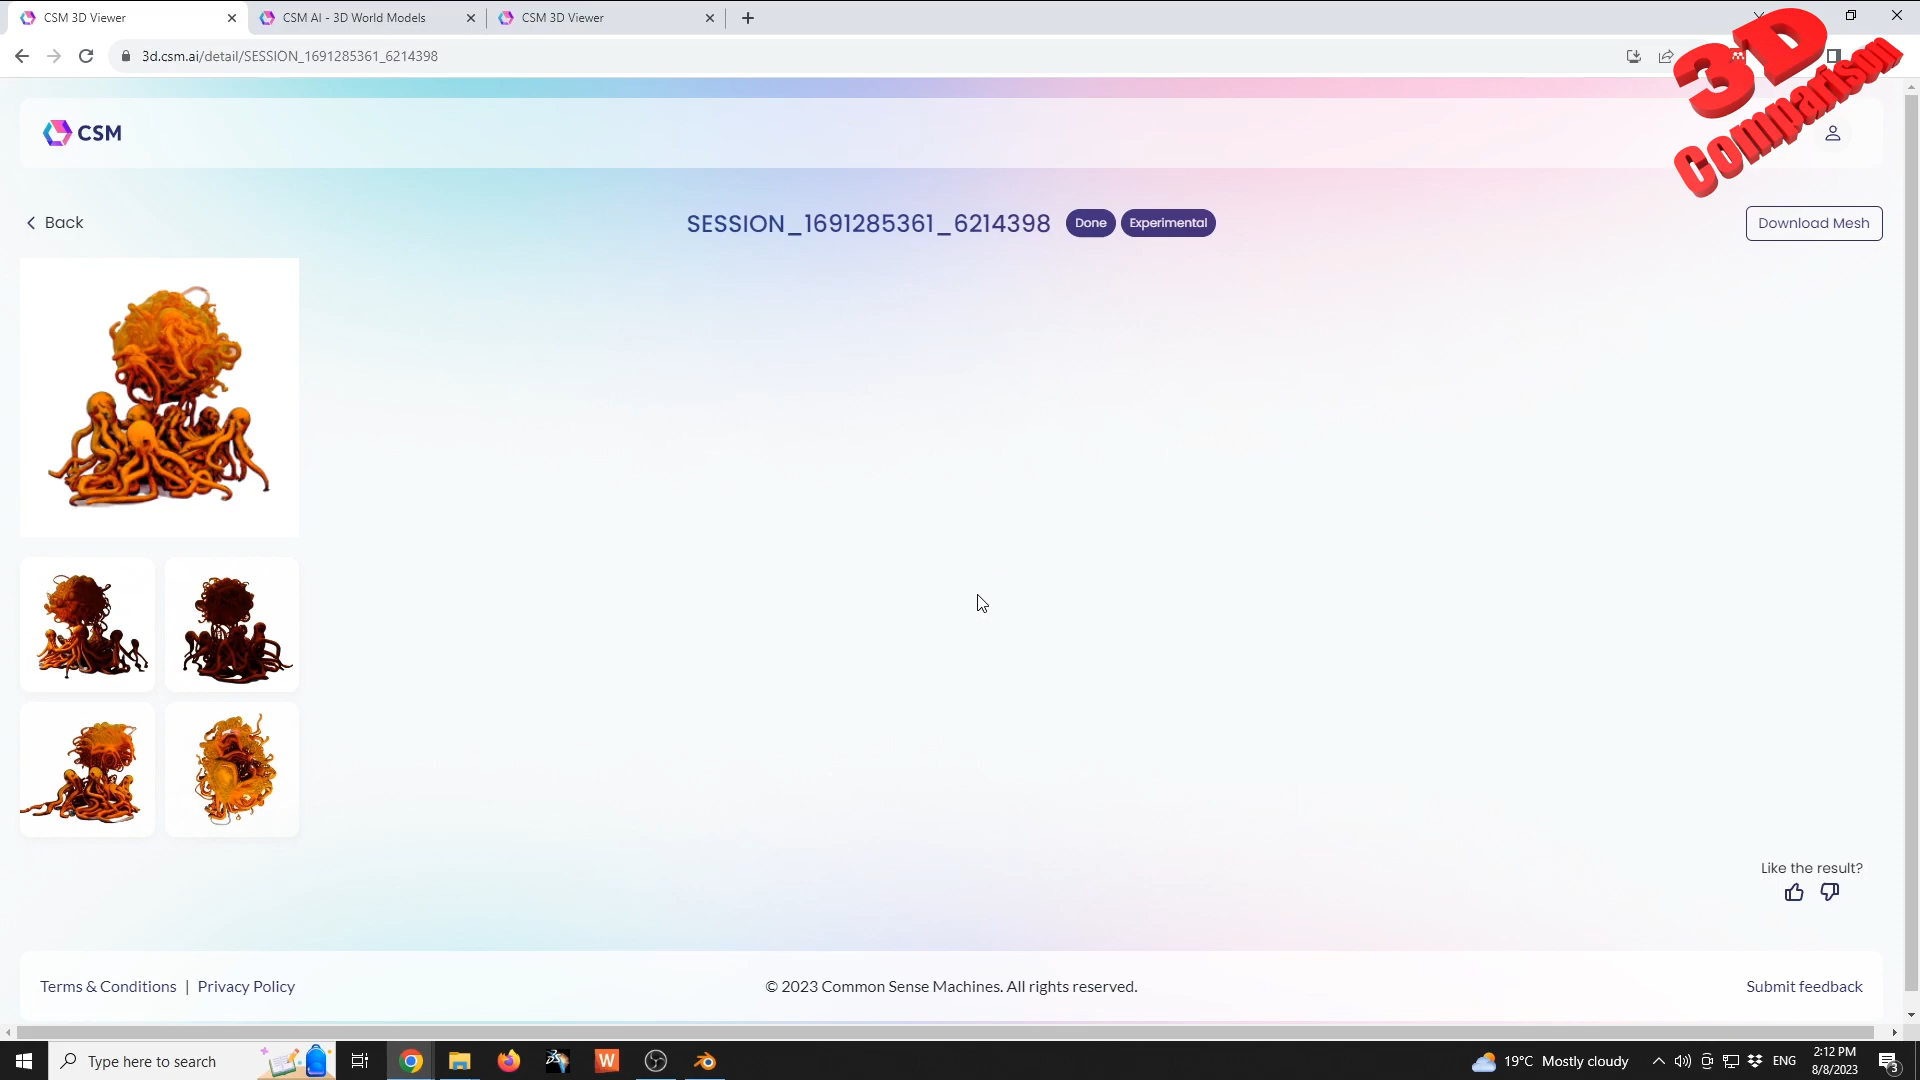 CSM 3D Viewer
CSM AI - 3D World Models
CSM 3D Viewer
3d.csm.ai/detail/SESSION_1691285361_6214398
3D
Comparison
CSM
Back
SESSION_1691285361_6214398
Done
Experimental
Download Mesh
Like the result?
Terms & Conditions | Privacy Policy
© 2023 Common Sense Machines. All rights reserved.
Submit feedback
Type here to search
W
19°C Mostly cloudy
ENG
2:12 PM
8/8/2023
3